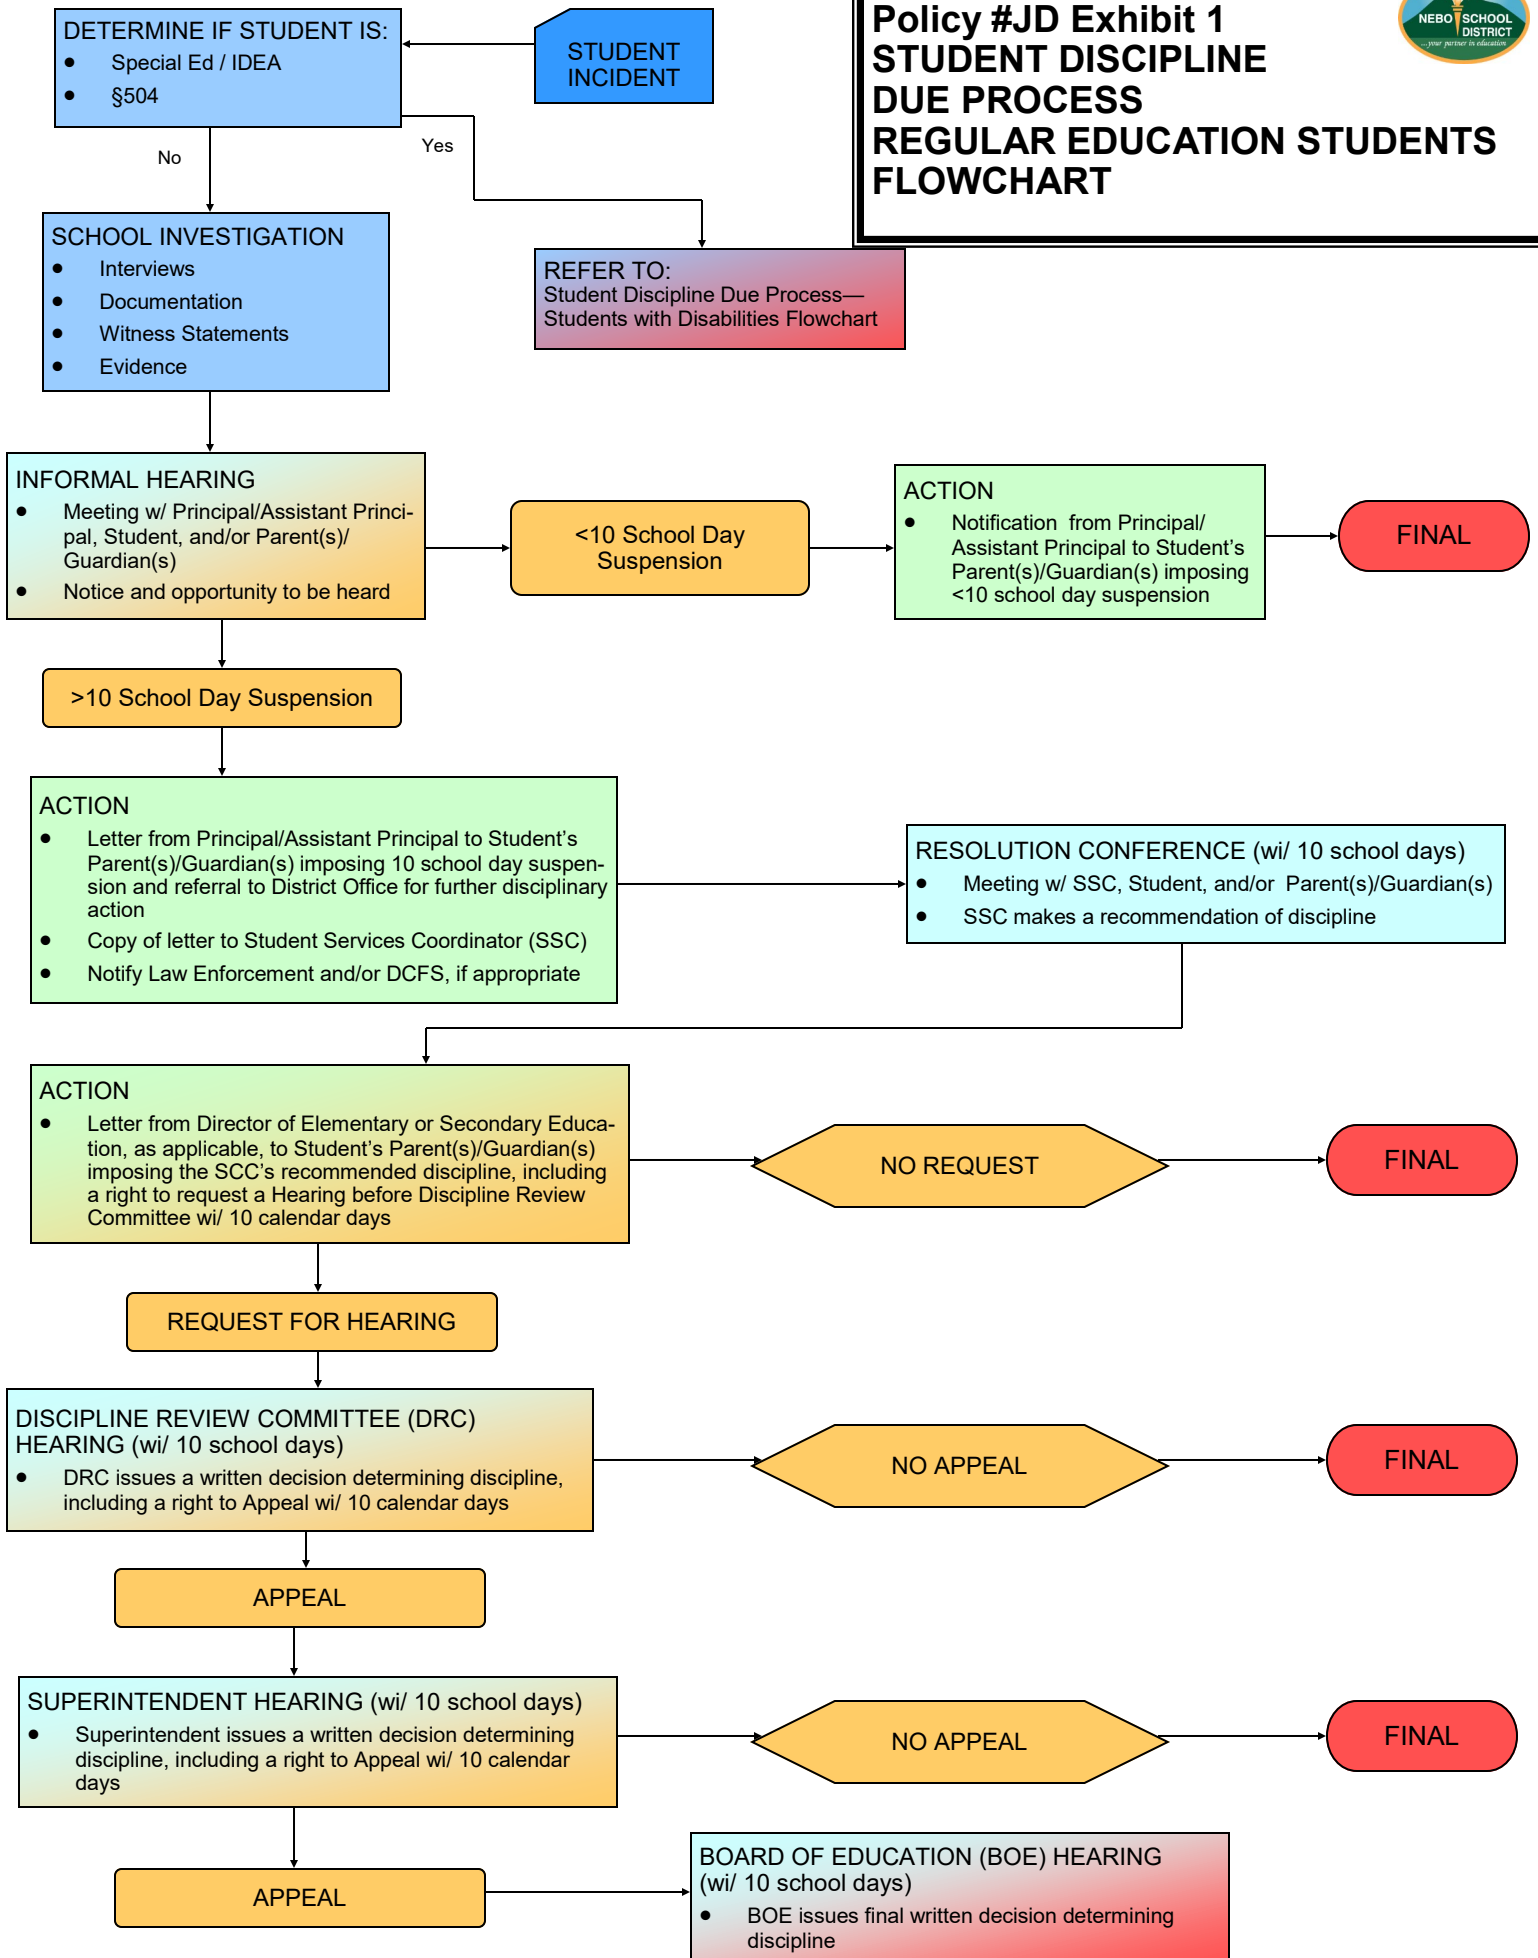 Policy #JD Exhibit 1
STUDENT DISCIPLINE
DUE PROCESS
REGULAR EDUCATION STUDENTS
FLOWCHART
NEBO SCHOOL
DISTRICT
...your partner in education
STUDENT
INCIDENT
DETERMINE IF STUDENT IS:
• Special Ed / IDEA
• §504
No
Yes
REFER TO:
Student Discipline Due Process—
Students with Disabilities Flowchart
SCHOOL INVESTIGATION
• Interviews
• Documentation
• Witness Statements
• Evidence
INFORMAL HEARING
• Meeting w/ Principal/Assistant Princi-
pal, Student, and/or Parent(s)/
Guardian(s)
• Notice and opportunity to be heard
<10 School Day
Suspension
ACTION
• Notification from Principal/
Assistant Principal to Student’s
Parent(s)/Guardian(s) imposing
<10 school day suspension
FINAL
>10 School Day Suspension
ACTION
• Letter from Principal/Assistant Principal to Student’s
Parent(s)/Guardian(s) imposing 10 school day suspen-
sion and referral to District Office for further disciplinary
action
• Copy of letter to Student Services Coordinator (SSC)
• Notify Law Enforcement and/or DCFS, if appropriate
RESOLUTION CONFERENCE (wi/ 10 school days)
• Meeting w/ SSC, Student, and/or Parent(s)/Guardian(s)
• SSC makes a recommendation of discipline
ACTION
• Letter from Director of Elementary or Secondary Educa-
tion, as applicable, to Student’s Parent(s)/Guardian(s)
imposing the SCC’s recommended discipline, including
a right to request a Hearing before Discipline Review
Committee wi/ 10 calendar days
NO REQUEST
FINAL
REQUEST FOR HEARING
DISCIPLINE REVIEW COMMITTEE (DRC)
HEARING (wi/ 10 school days)
• DRC issues a written decision determining discipline,
including a right to Appeal wi/ 10 calendar days
NO APPEAL
FINAL
APPEAL
SUPERINTENDENT HEARING (wi/ 10 school days)
• Superintendent issues a written decision determining
discipline, including a right to Appeal wi/ 10 calendar
days
NO APPEAL
FINAL
APPEAL
BOARD OF EDUCATION (BOE) HEARING
(wi/ 10 school days)
• BOE issues final written decision determining
discipline